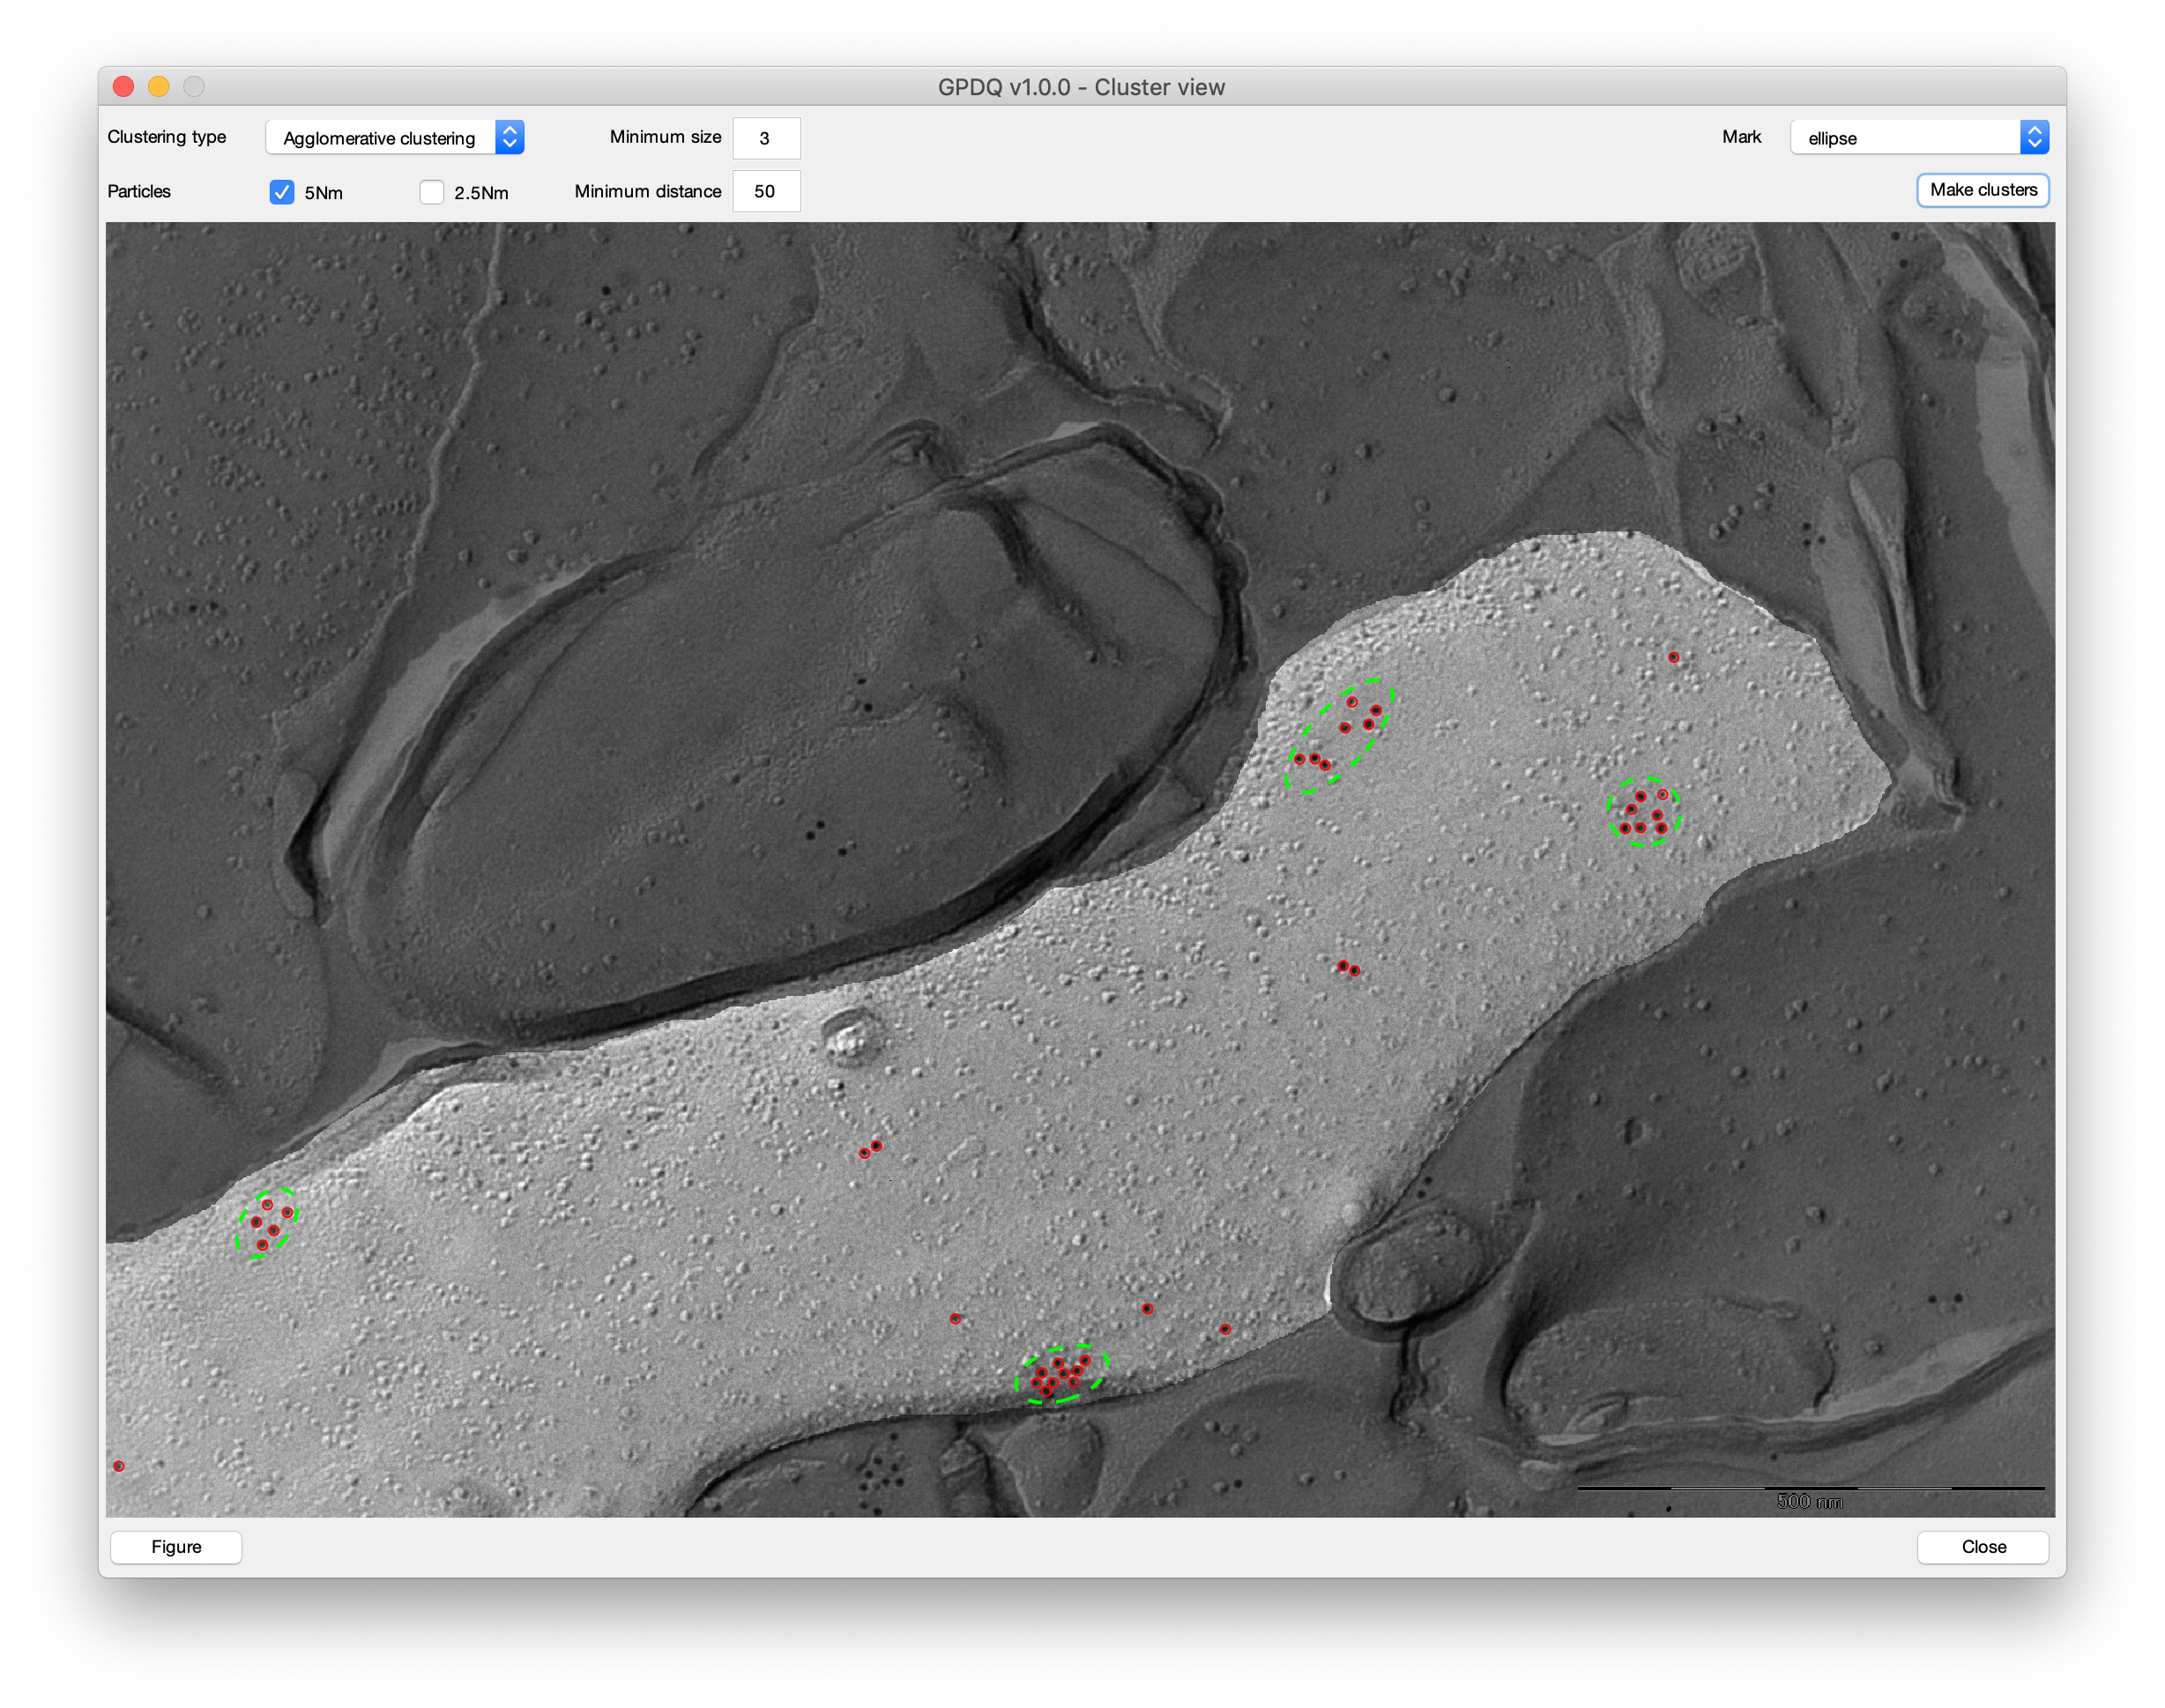 GPDQ v1.0.0 - Cluster view
Clustering type Agglomerative clustering Minimum size 3 Mark ellipse
Particles 5Nm 2.5Nm Minimum distance 50 Make clusters
500 nm
Figure Close